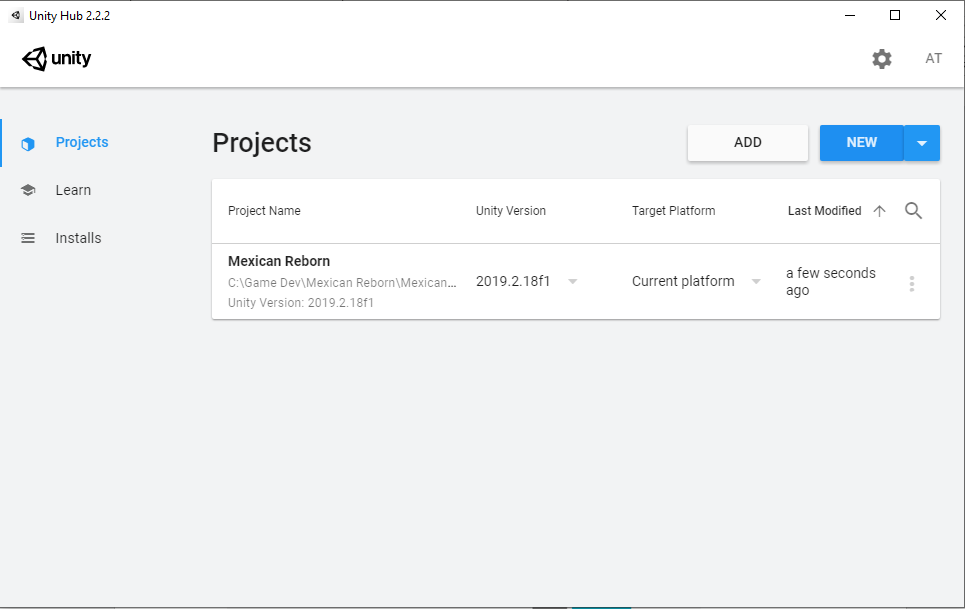 Unity Hub 2.2.2
unity
AT
Projects
Learn
Installs
Projects
ADD
NEW
Project Name
Unity Version
Target Platform
Last Modified
Mexican Reborn
C:\Game Dev\Mexican Reborn\Mexican...
Unity Version: 2019.2.18f1
2019.2.18f1
Current platform
a few seconds
ago